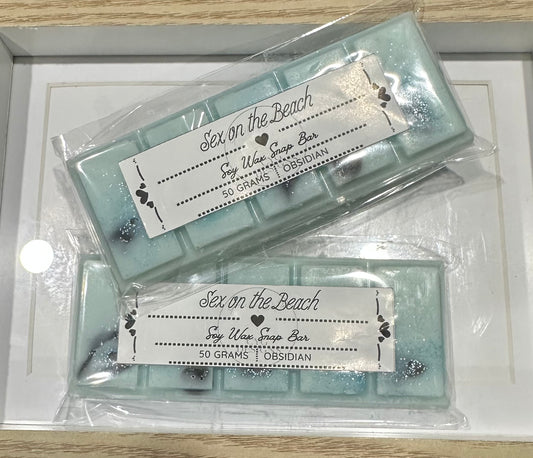 Sex on the Beach
Soy Wax Snap Bar
50 GRAMS OBSIDIAN
Sex on the Beach
Soy Wax Snap Bar
50 GRAMS OBSIDIAN